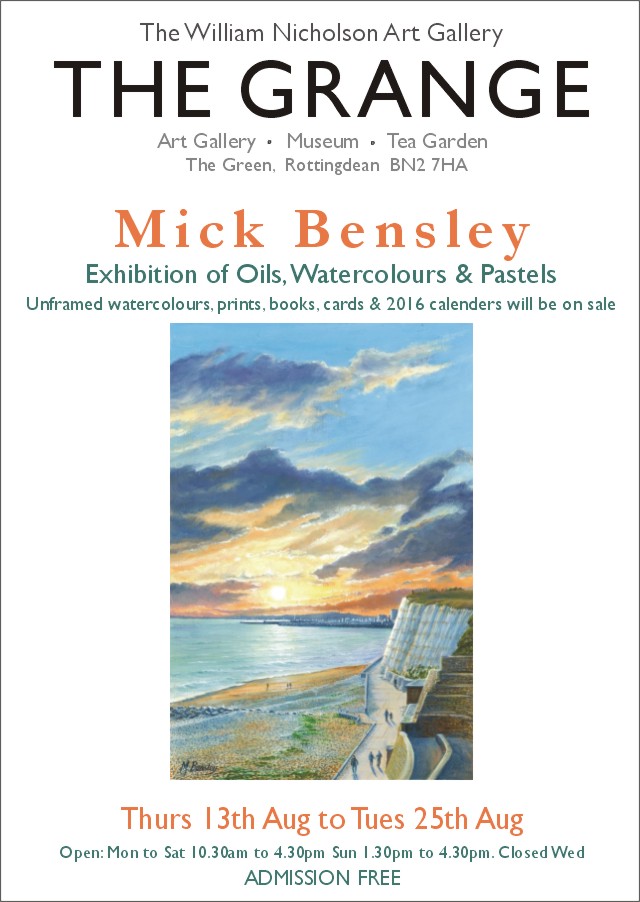 The William Nicholson Art Gallery
THE GRANGE
Art Gallery • Museum • Tea Garden
The Green, Rottingdean BN2 7HA
Mick Bensley
Exhibition of Oils, Watercolours & Pastels
Unframed watercolours, prints, books, cards & 2016 calenders will be on sale
M. Bensley
Thurs 13th Aug to Tues 25th Aug
Open: Mon to Sat 10.30am to 4.30pm Sun 1.30pm to 4.30pm. Closed Wed
ADMISSION FREE